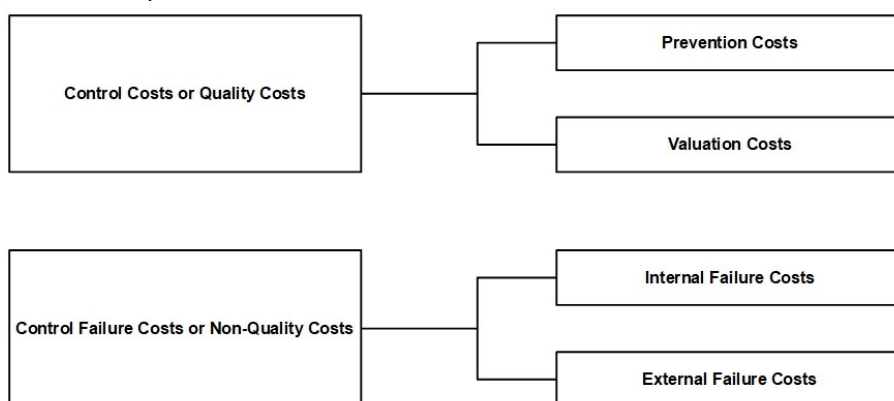 Control Costs or Quality Costs
Prevention Costs
Valuation Costs
Control Failure Costs or Non-Quality Costs
Internal Failure Costs
External Failure Costs